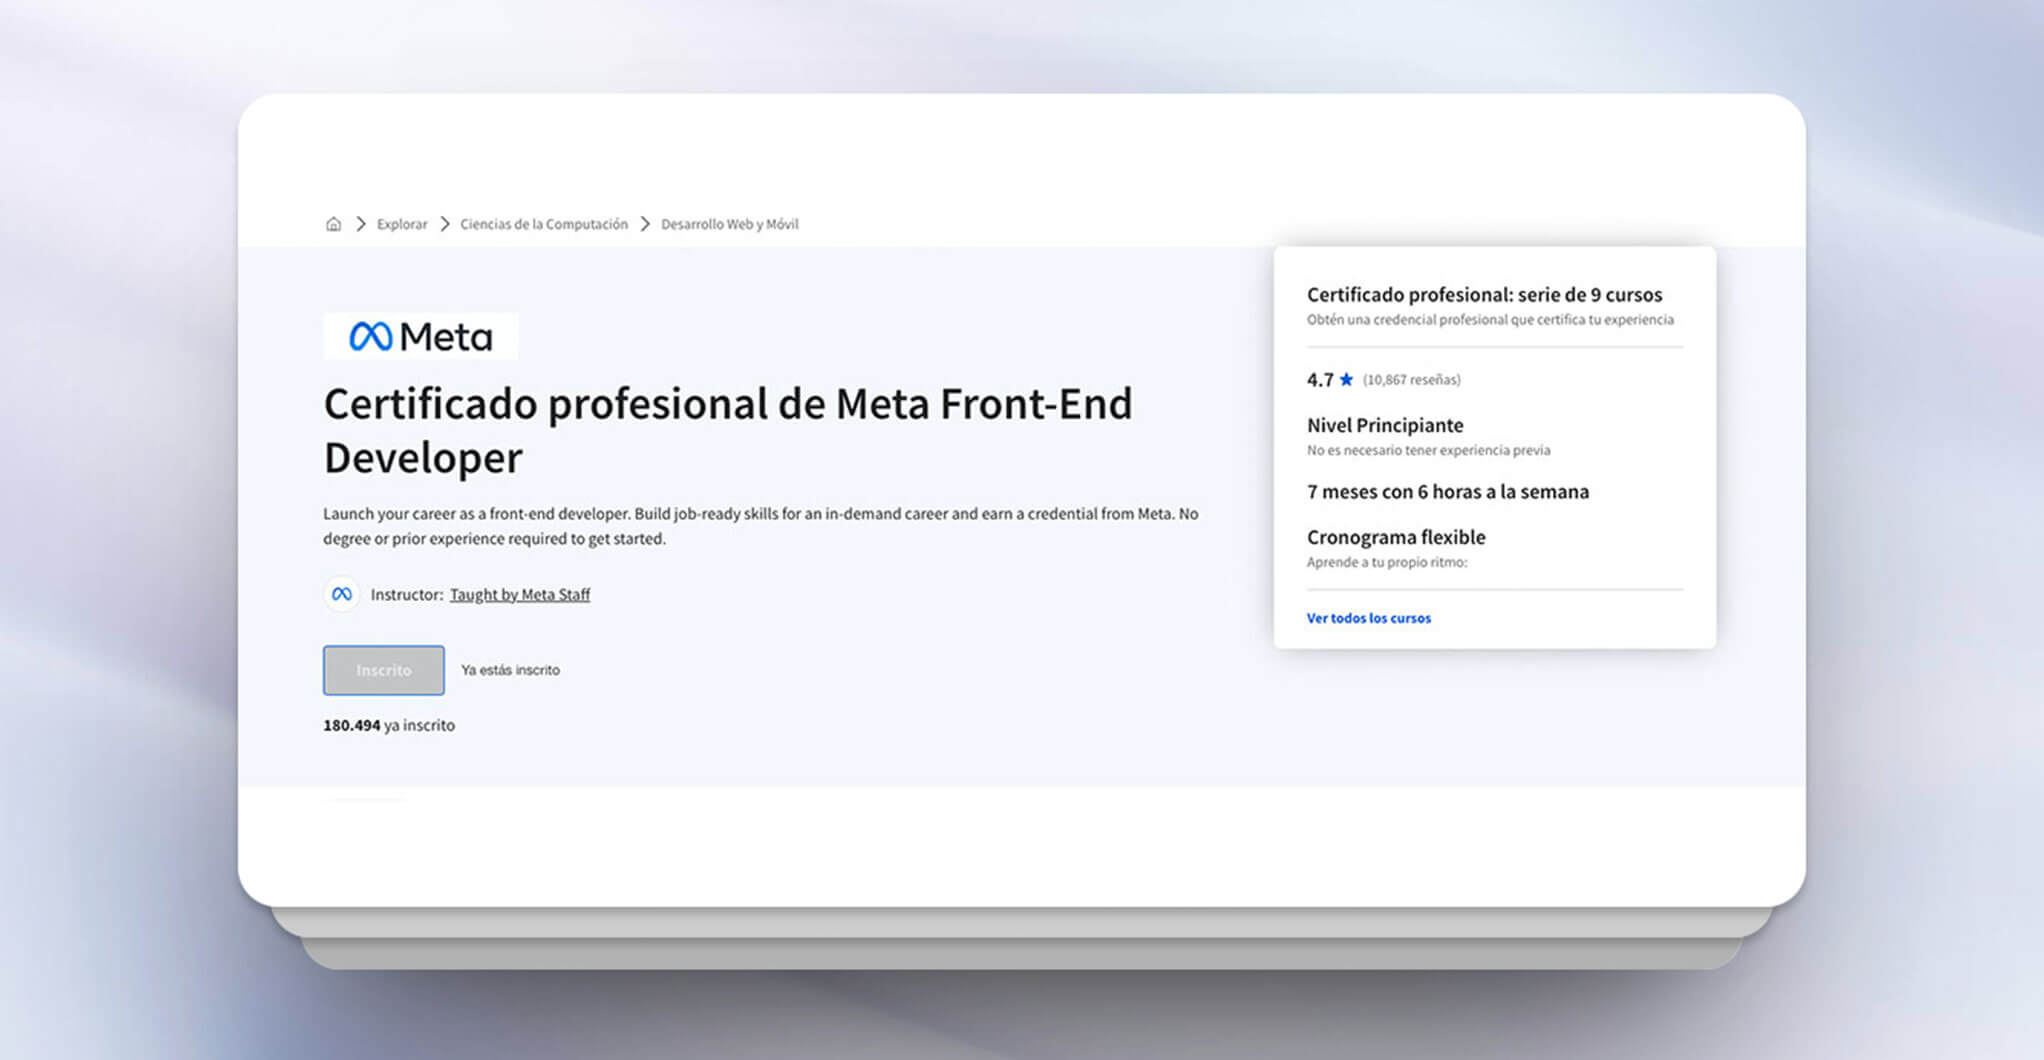 Explorar > Ciencias de la Computación > Desarrollo Web y Móvil
Meta
Certificado profesional de Meta Front-End
Developer
Launch your career as a front-end developer. Build job-ready skills for an in-demand career and earn a credential from Meta. No
degree or prior experience required to get started.
Instructor: Taught by Meta Staff
Inscrito
Ya estás inscrito
180.494 ya inscrito
Certificado profesional: serie de 9 cursos
Obtén una credencial profesional que certifica tu experiencia
4.7 ★ (10,867 reseñas)
Nivel Principiante
No es necesario tener experiencia previa
7 meses con 6 horas a la semana
Cronograma flexible
Aprende a tu propio ritmo:
Ver todos los cursos